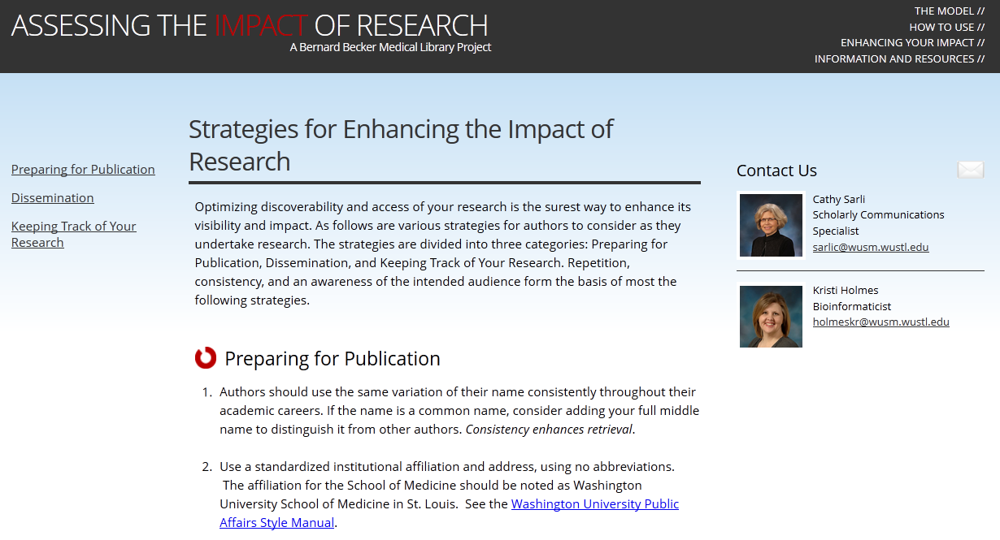 ASSESSING THE IMPACT OF RESEARCH
A Bernard Becker Medical Library Project
THE MODEL //
HOW TO USE //
ENHANCING YOUR IMPACT //
INFORMATION AND RESOURCES //
Preparing for Publication
Dissemination
Keeping Track of Your
Research
Strategies for Enhancing the Impact of
Research
Optimizing discoverability and access of your research is the surest way to enhance its
visibility and impact. As follows are various strategies for authors to consider as they
undertake research. The strategies are divided into three categories: Preparing for
Publication, Dissemination, and Keeping Track of Your Research. Repetition,
consistency, and an awareness of the intended audience form the basis of most the
following strategies.
Preparing for Publication
1. Authors should use the same variation of their name consistently throughout their
academic careers. If the name is a common name, consider adding your full middle
name to distinguish it from other authors. Consistency enhances retrieval.
2. Use a standardized institutional affiliation and address, using no abbreviations.
The affiliation for the School of Medicine should be noted as Washington
University School of Medicine in St. Louis. See the Washington University Public
Affairs Style Manual.
Contact Us
Cathy Sarli
Scholarly Communications
Specialist
sarlic@wusm.wustl.edu
Kristi Holmes
Bioinformaticist
holmeskr@wusm.wustl.edu